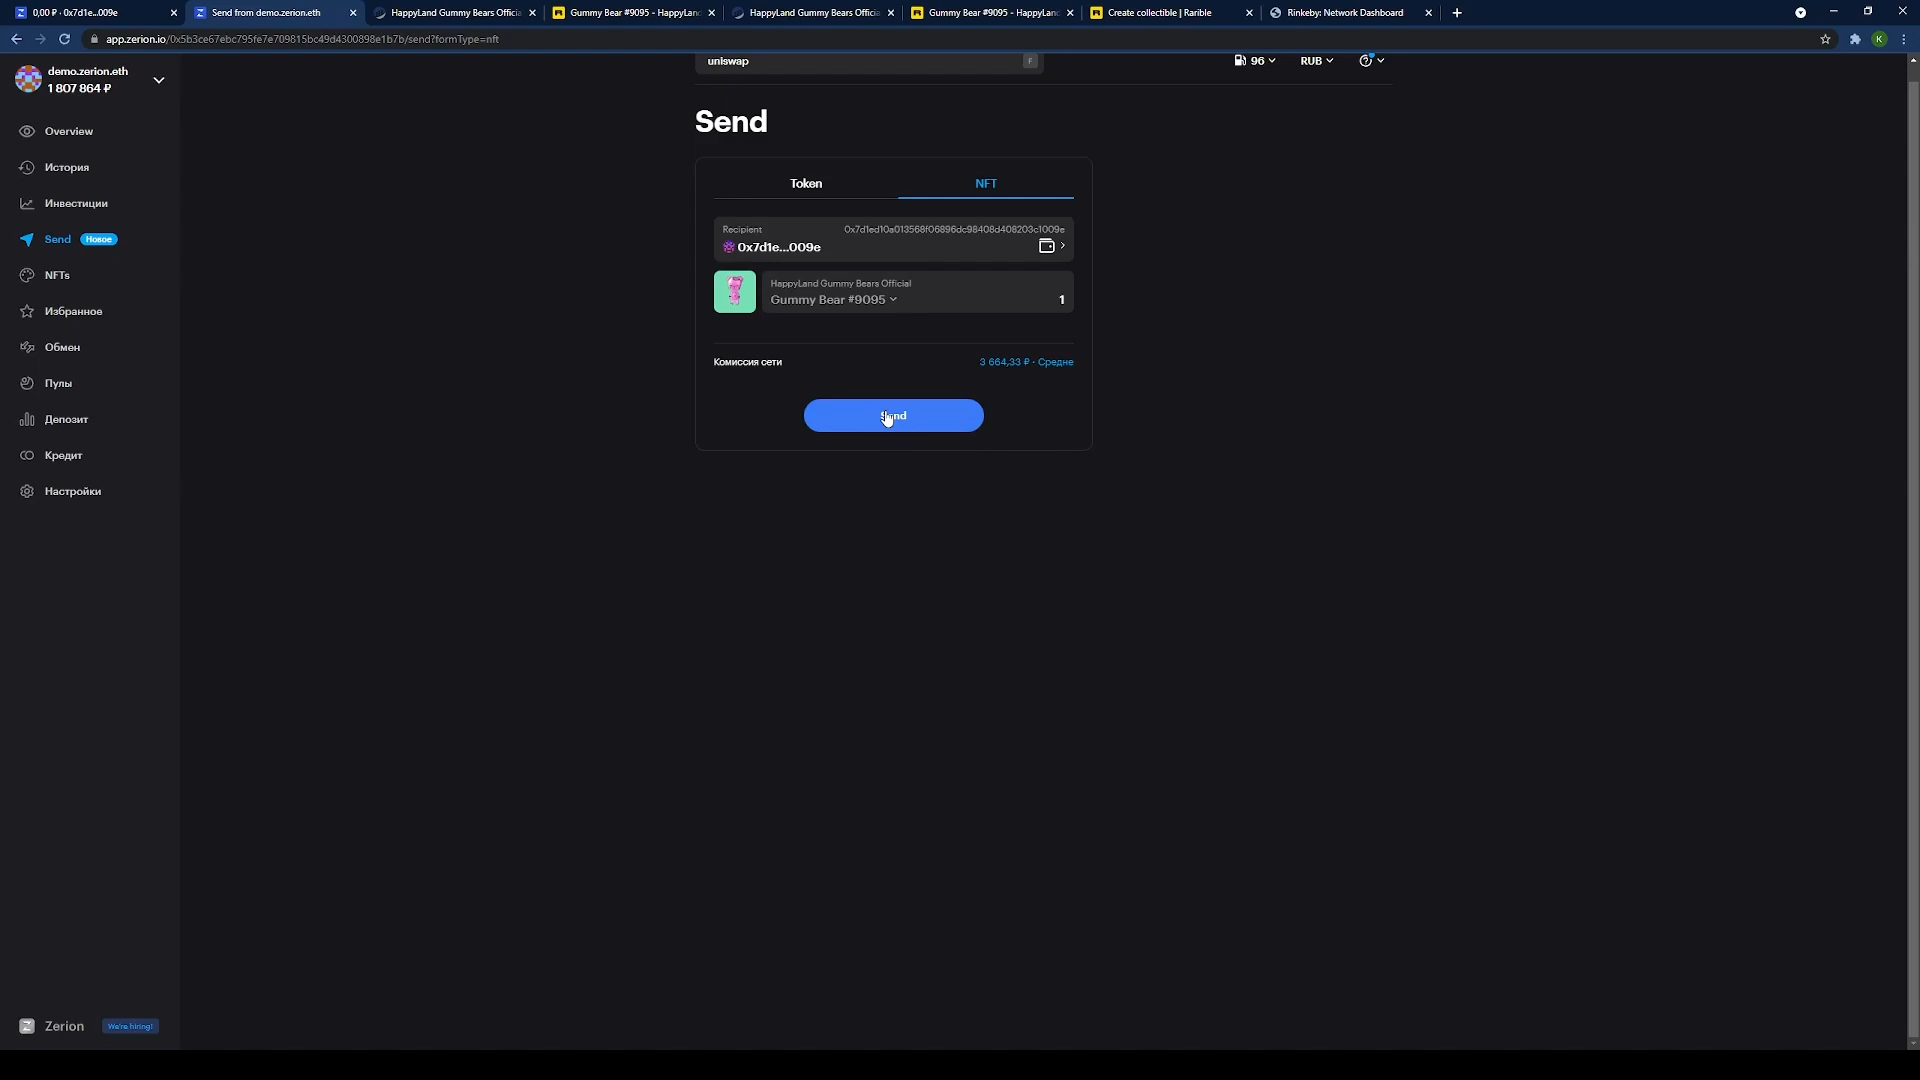 0,00 ₽ · 0x7d1e...009e
Send from demo.zerion.eth
HappyLand Gummy Bears Officia
Gummy Bear #9095 - HappyLan
HappyLand Gummy Bears Officia
Gummy Bear #9095 - HappyLan
Create collectible | Rarible
Rinkeby: Network Dashboard
app.zerion.io/0x5b3ce67ebc795fe7e709815bc49d4300898e1b7b/send?formType=nft
K
demo.zerion.eth
1 807 864 ₽
uniswap
F
96
RUB
Overview
История
Инвестиции
Send
Новое
NFTs
Избранное
Обмен
Пулы
Депозит
Кредит
Настройки
Send
Token
NFT
Recipient
0x7d1ed10a013568f06896dc98408d408203c1009e
0x7d1e...009e
HappyLand Gummy Bears Official
Gummy Bear #9095
1
Комиссия сети
3 664,33 ₽ · Средне
Send
Zerion
We're hiring!